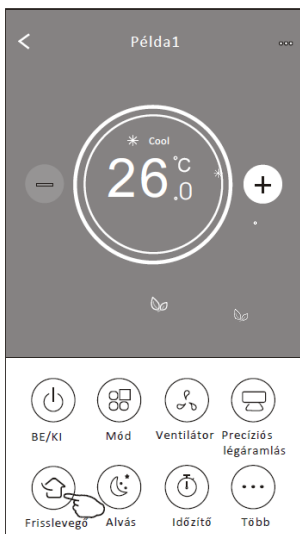 Példa1
Cool
26.0 °C
BE/KI Mód Ventilátor Precíziós légáramlás
Frisslevegő Alvás Időzítő Több